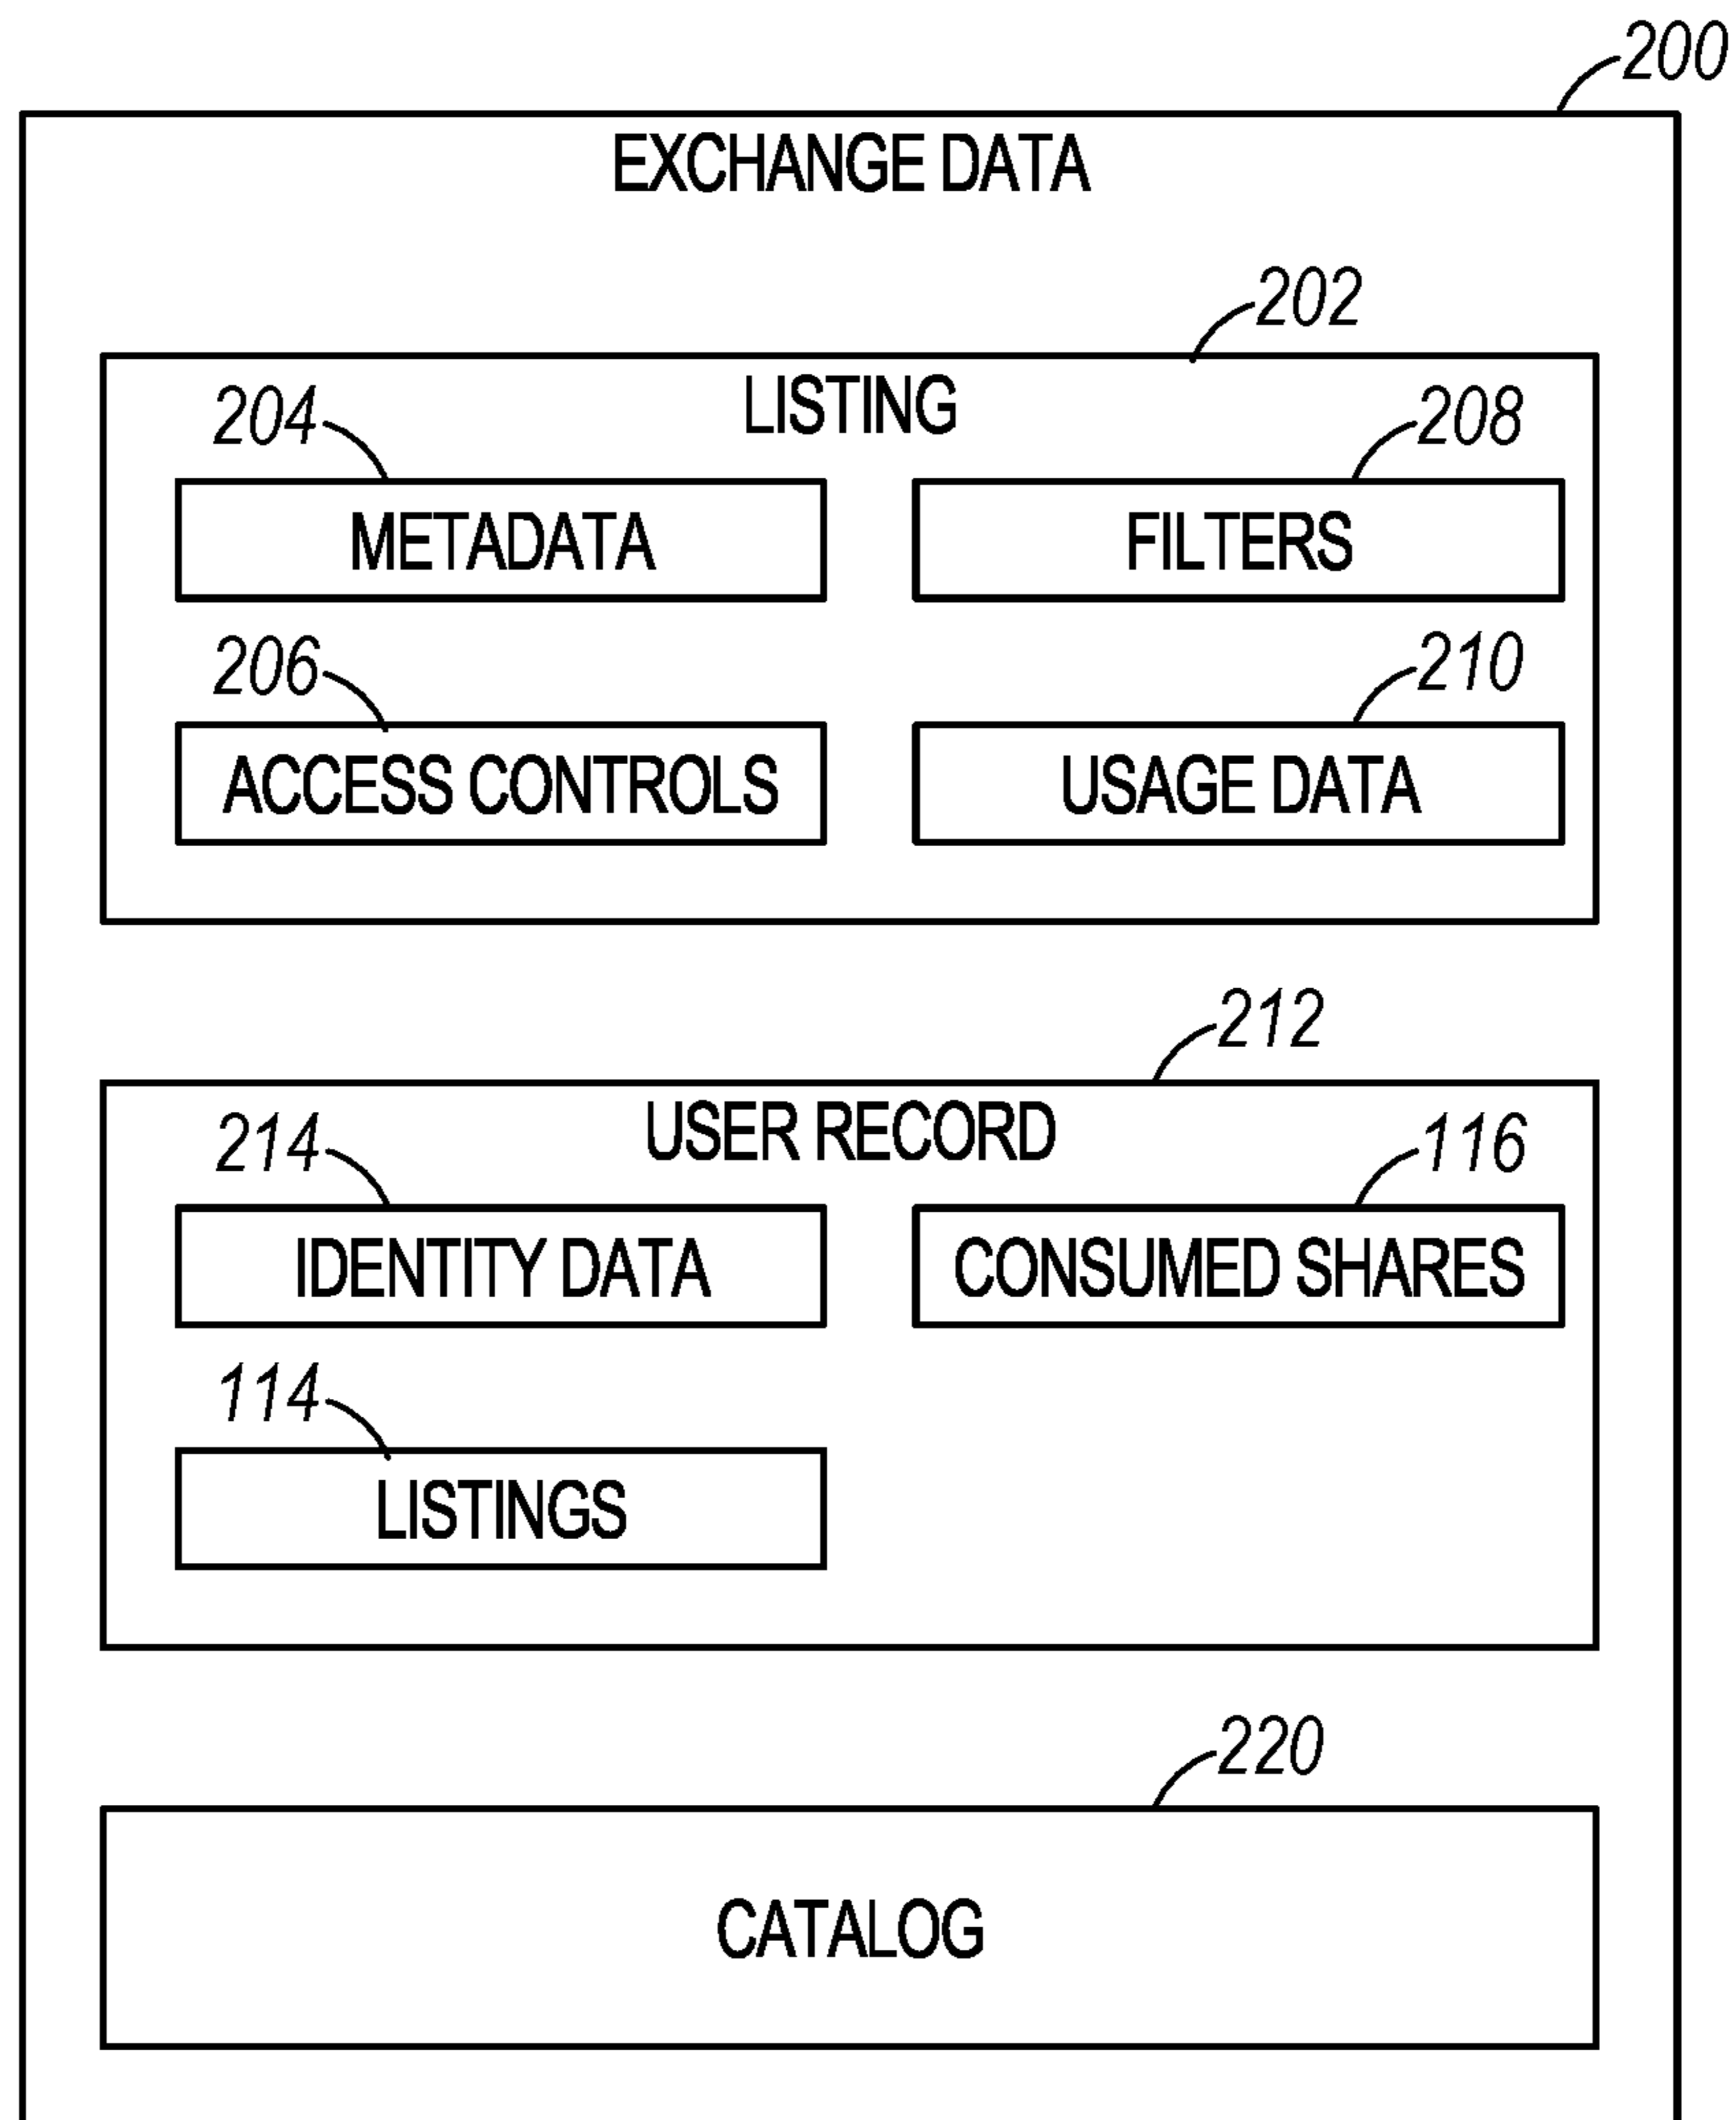 200
EXCHANGE DATA
202
LISTING
204
208
METADATA
FILTERS
206
210
ACCESS CONTROLS
USAGE DATA
212
USER RECORD
214
116
IDENTITY DATA
CONSUMED SHARES
114
LISTINGS
220
CATALOG